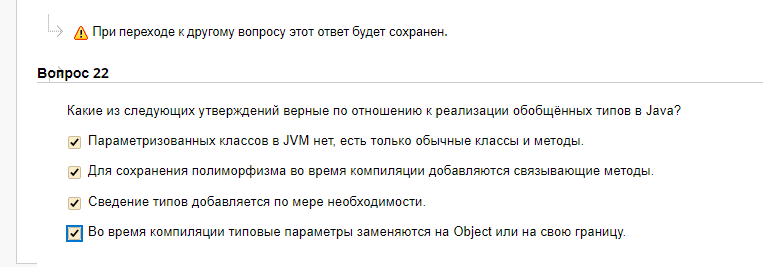 При переходе к другому вопросу этот ответ будет сохранен.
Вопрос 22
Какие из следующих утверждений верные по отношению к реализации обобщённых типов в Java?
Параметризованных классов в JVM нет, есть только обычные классы и методы.
Для сохранения полиморфизма во время компиляции добавляются связывающие методы.
Сведение типов добавляется по мере необходимости.
Во время компиляции типовые параметры заменяются на Object или на свою границу.